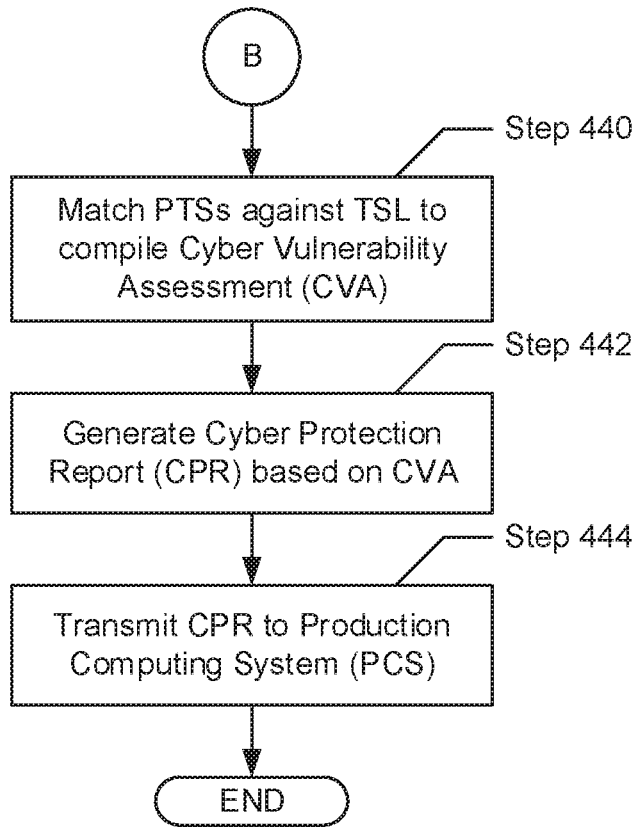 B
Step 440
Match PTSs against TSL to
compile Cyber Vulnerability
Assessment (CVA)
Step 442
Generate Cyber Protection
Report (CPR) based on CVA
Step 444
Transmit CPR to Production
Computing System (PCS)
END